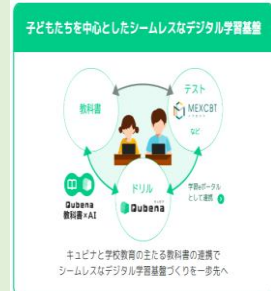 子どもたちを中心としたシームレスなデジタル学習基盤
テスト
MEXCBT
など
教科書
Qubena
教科書×AI
ドリル
Qubena
学習eポータル
として連携
キュビナと学校教育の主たる教科書の連携で
シームレスなデジタル学習基盤づくりを一歩先へ